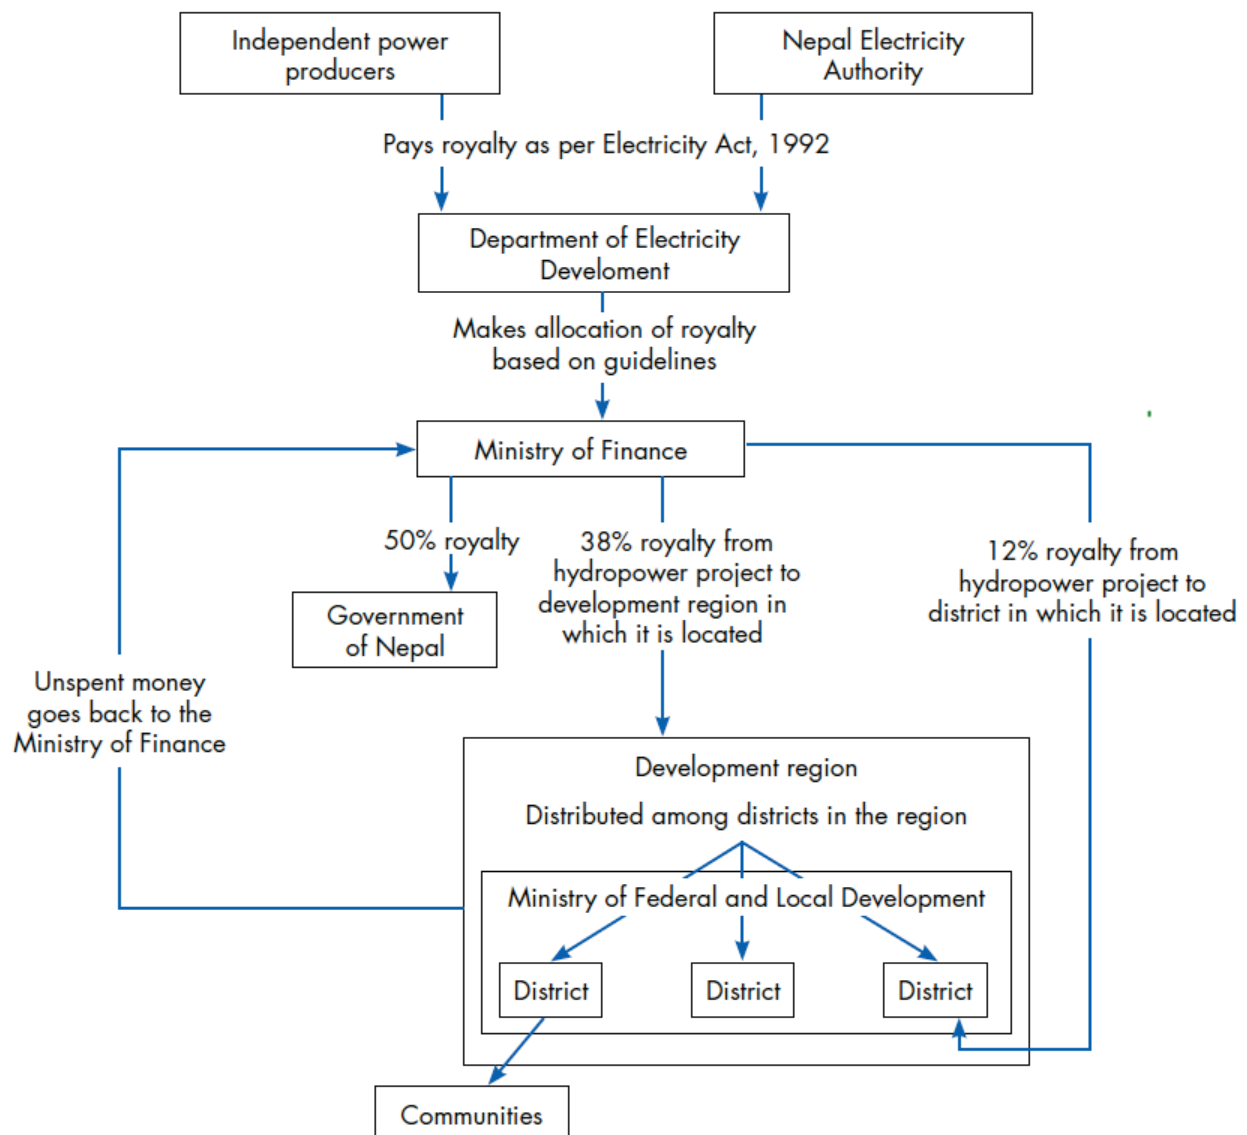 Independent power
producers
Nepal Electricity
Authority
Pays royalty as per Electricity Act, 1992
Department of Electricity
Develoment
Makes allocation of royalty
based on guidelines
Ministry of Finance
50% royalty
38% royalty from
hydropower project to
development region in
which it is located
12% royalty from
hydropower project to
district in which it is located
Government
of Nepal
Unspent money
goes back to the
Ministry of Finance
Development region
Distributed among districts in the region
Ministry of Federal and Local Development
District
District
District
Communities